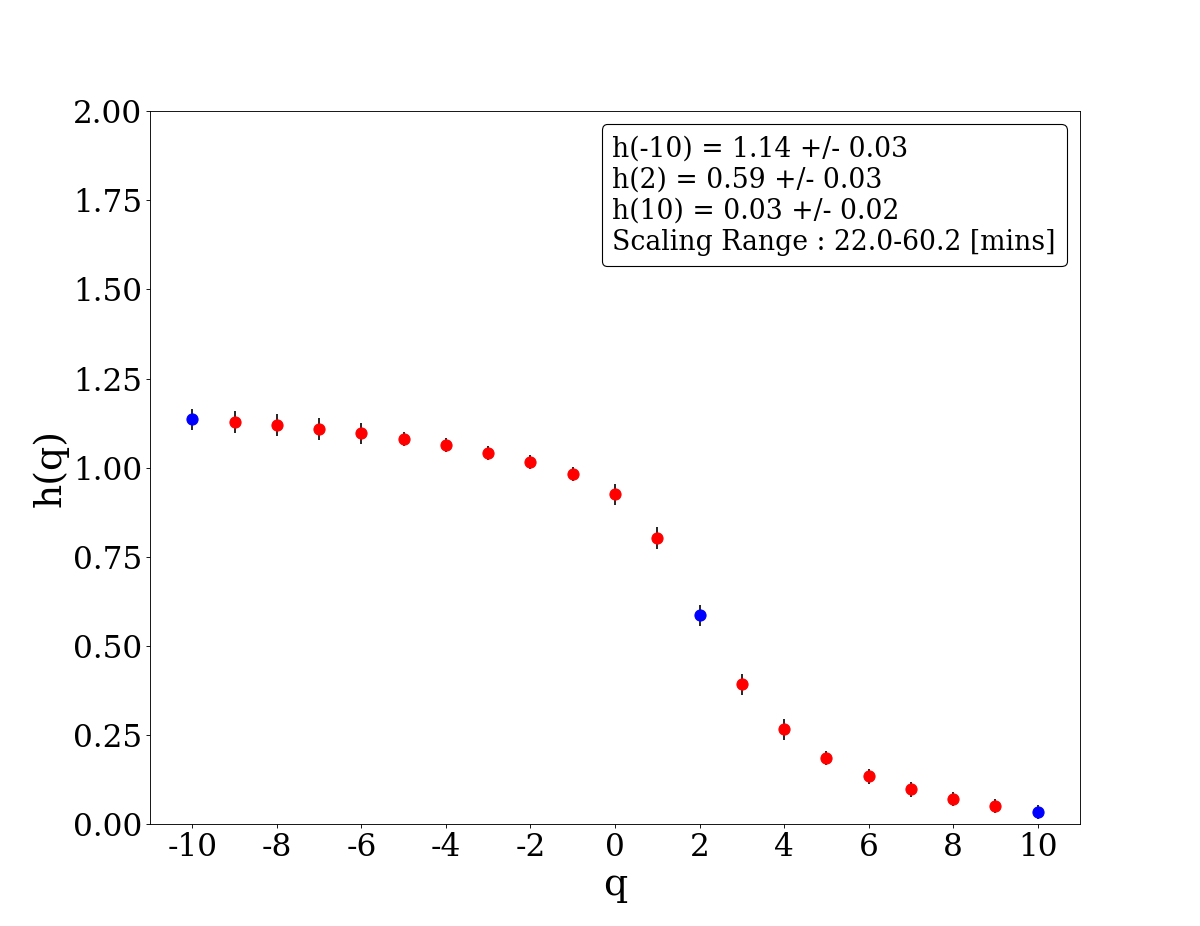 2.00
1.75
1.50
1.25
1.00
0.75
0.50
0.25
0.00
h(q)
h(-10) = 1.14 +/- 0.03
h(2) = 0.59 +/- 0.03
h(10) = 0.03 +/- 0.02
Scaling Range : 22.0-60.2 [mins]
-10 -8 -6 -4 -2 0 2 4 6 8 10
q